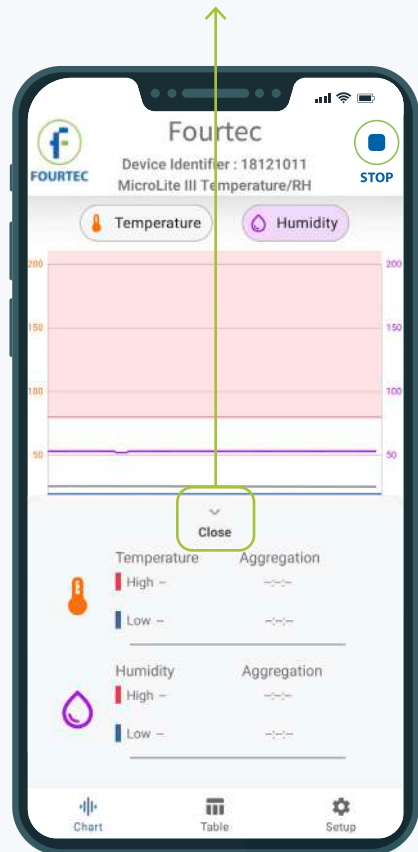 Fourtec
FOURTEC
Device Identifier : 18121011
MicroLite III Temperature/RH
STOP
Temperature
Humidity
200
200
150
150
100
100
50
50
Close
Temperature Aggregation
High – –:–:–
Low – –:–:–
Humidity Aggregation
High – –:–:–
Low – –:–:–
Chart
Table
Setup